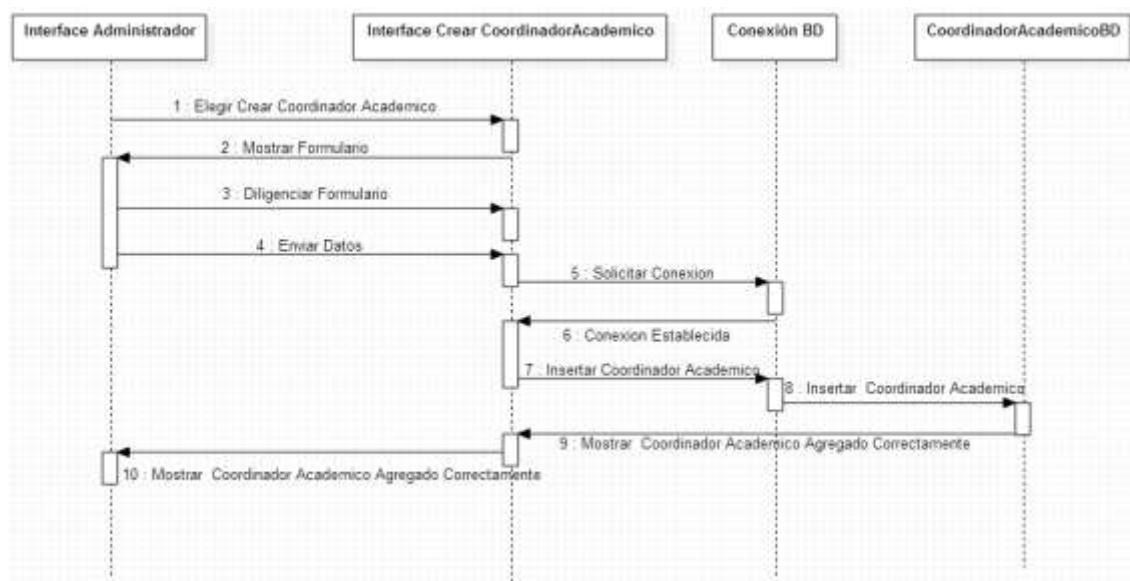 Interface Administrador
Interface Crear CoordinadorAcademico
Conexión BD
CoordinadorAcademicoBD
1 : Elegir Crear Coordinador Academico
2 : Mostrar Formulario
3 : Diligenciar Formulario
4 : Enviar Datos
5 : Solicitar Conexion
6 : Conexion Establecida
7 : Insertar Coordinador Academico
8 : Insertar Coordinador Academico
9 : Mostrar Coordinador Academico Agregado Correctamente
10 : Mostrar Coordinador Academico Agregado Correctamente